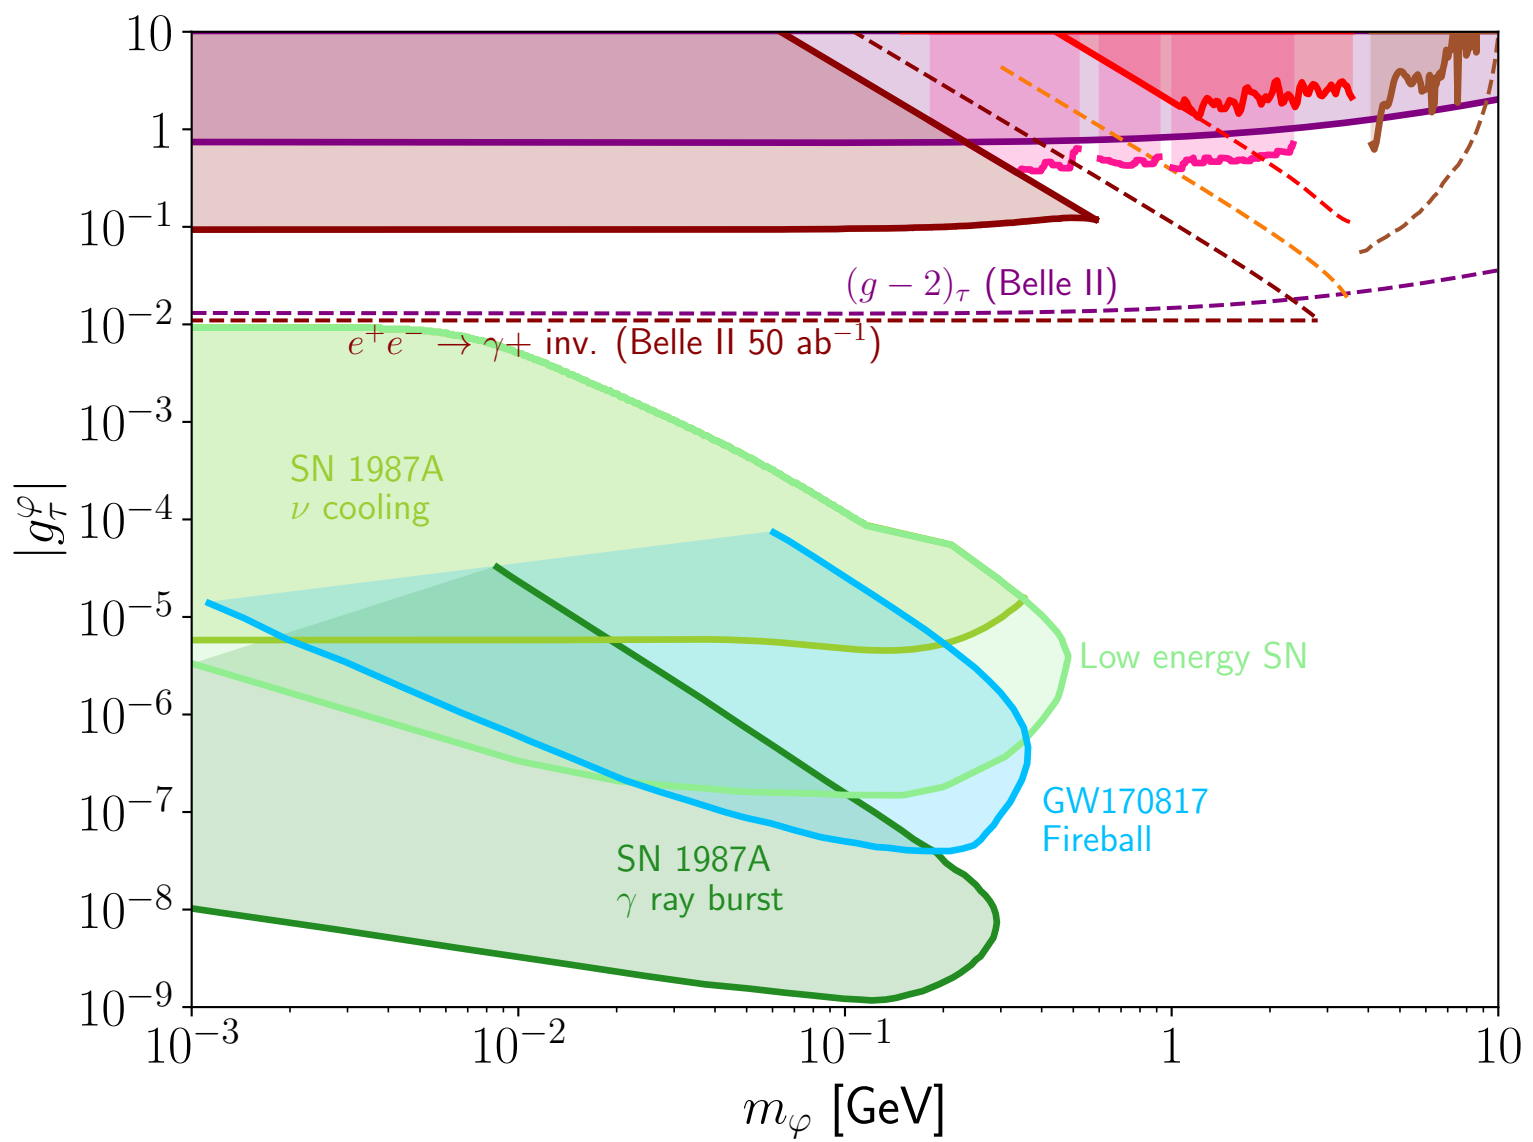 10
1
10⁻¹
10⁻²
10⁻³
10⁻⁴
10⁻⁵
10⁻⁶
10⁻⁷
10⁻⁸
10⁻⁹
|g_τ^φ|
(g − 2)_τ (Belle II)
e⁺e⁻ → γ+ inv. (Belle II 50 ab⁻¹)
SN 1987A
ν cooling
Low energy SN
GW170817
Fireball
SN 1987A
γ ray burst
10⁻³ 10⁻² 10⁻¹ 1 10
m_φ [GeV]